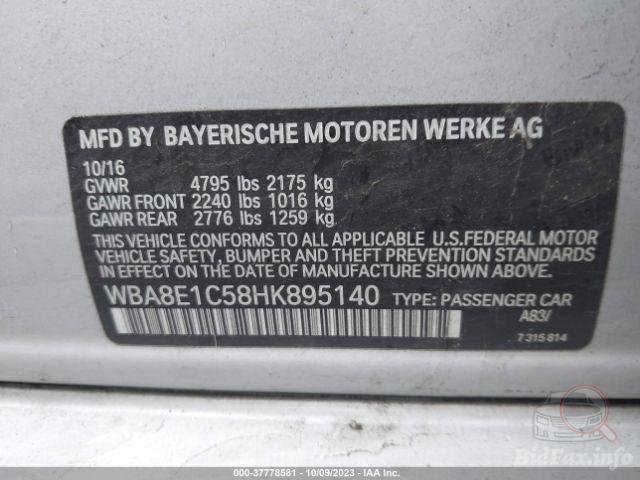 MFD BY BAYERISCHE MOTOREN WERKE AG
10/16
GVWR 4795 lbs 2175 kg
GAWR FRONT 2240 lbs 1016 kg
GAWR REAR 2776 lbs 1259 kg
THIS VEHICLE CONFORMS TO ALL APPLICABLE U.S.FEDERAL MOTOR
VEHICLE SAFETY, BUMPER AND THEFT PREVENTION STANDARDS
IN EFFECT ON THE DATE OF MANUFACTURE SHOWN ABOVE.
WBA8E1C58HK895140 TYPE: PASSENGER CAR
A83/
7 315 814
BidFax.info
000-37778581 - 10/09/2023 - IAA Inc.